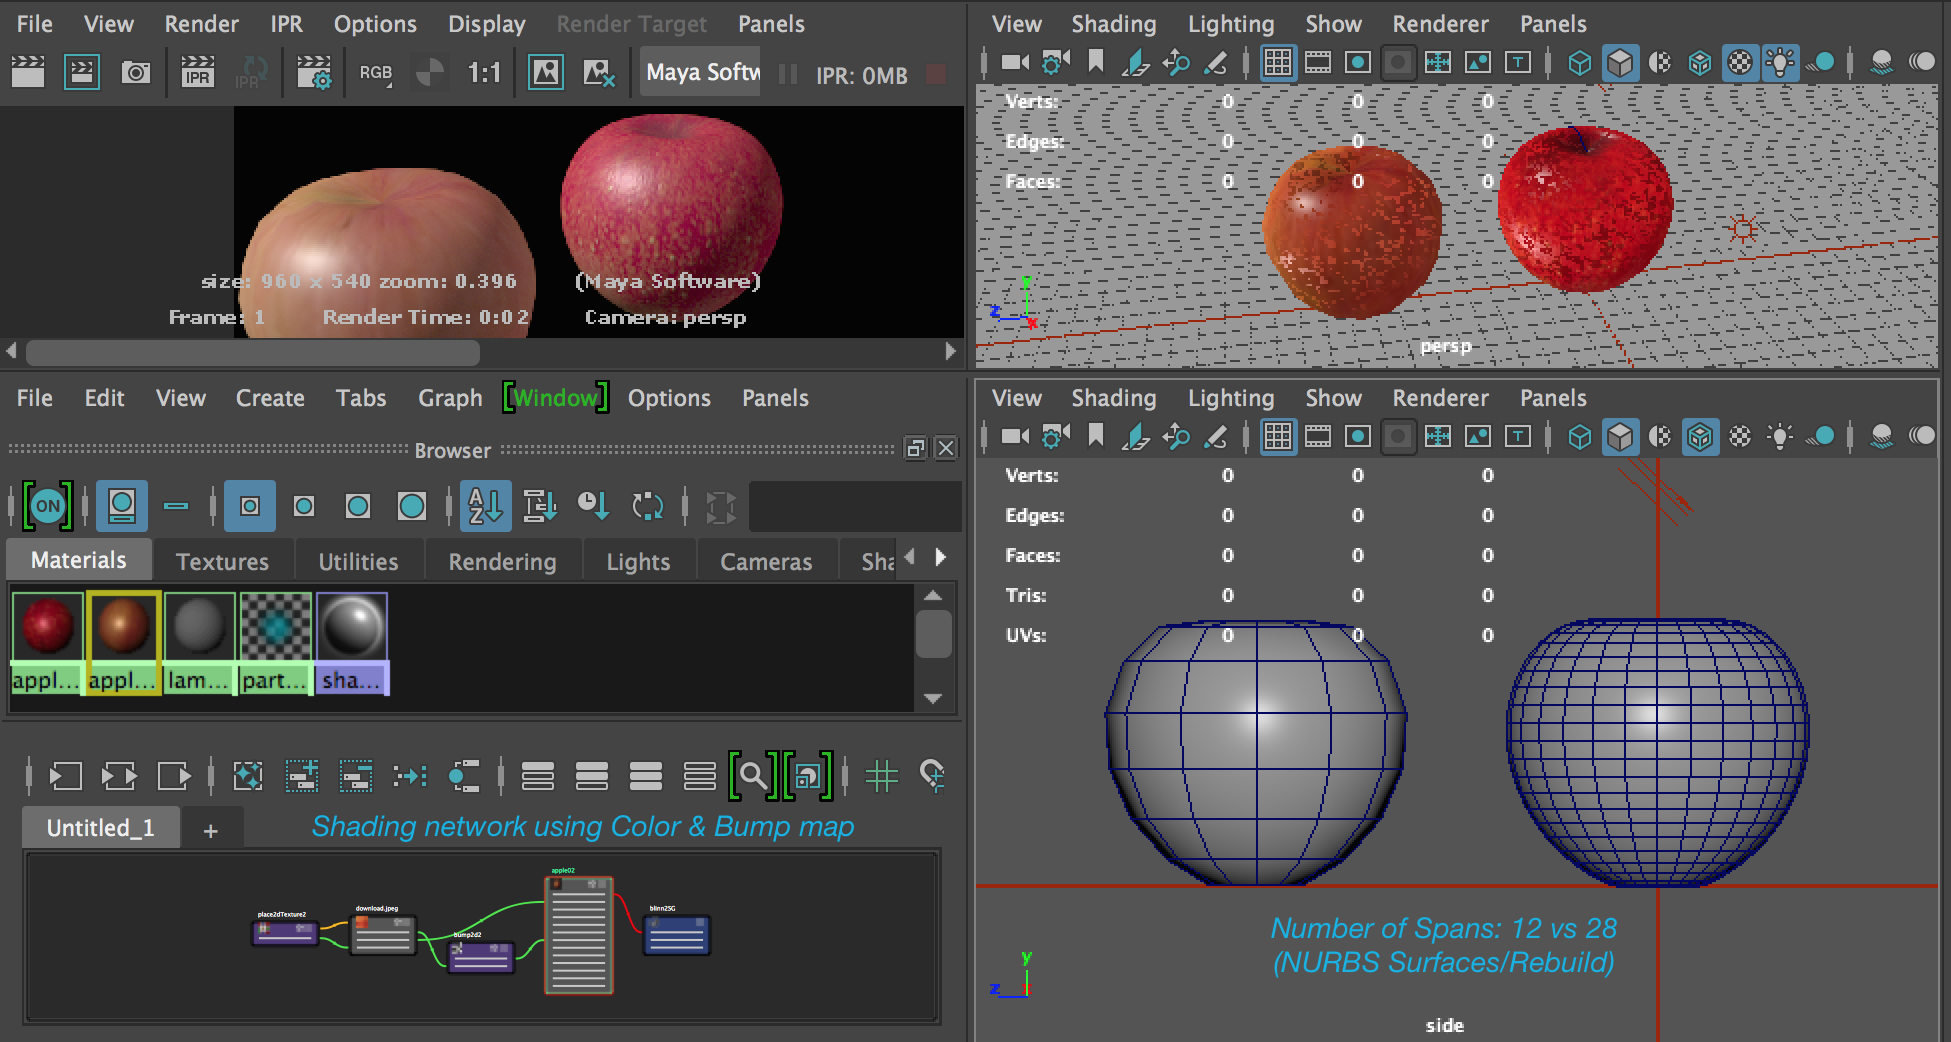 File View Render IPR Options Display Render Target Panels
IPR IPR RGB 1:1 Maya Softw IPR: 0MB
size: 960 x 540 zoom: 0.396 (Maya Software)
Frame: 1 Render Time: 0:02 Camera: persp
View Shading Lighting Show Renderer Panels
Verts: 0 0 0
Edges: 0 0 0
Faces: 0 0 0
y
z
x
persp
File Edit View Create Tabs Graph [Window] Options Panels
Browser
ON A Z
Materials Textures Utilities Rendering Lights Cameras Sha
appl... appl... lam... part... sha...
Untitled_1 +
Shading network using Color & Bump map
place2dTexture2
download.jpeg
bump2d2
apple02
blinn2SG
View Shading Lighting Show Renderer Panels
Verts: 0 0 0
Edges: 0 0 0
Faces: 0 0 0
Tris: 0 0 0
UVs: 0 0 0
Number of Spans: 12 vs 28
(NURBS Surfaces/Rebuild)
y
z
side